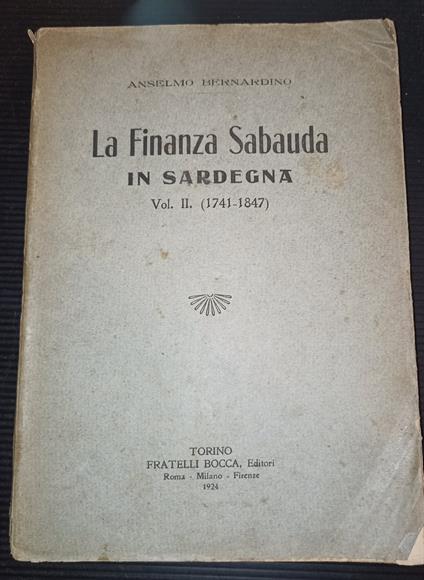 ANSELMO BERNARDINO
La Finanza Sabauda
IN SARDEGNA
Vol. II. (1741-1847)
TORINO
FRATELLI BOCCA, Editori
Roma - Milano - Firenze
1924